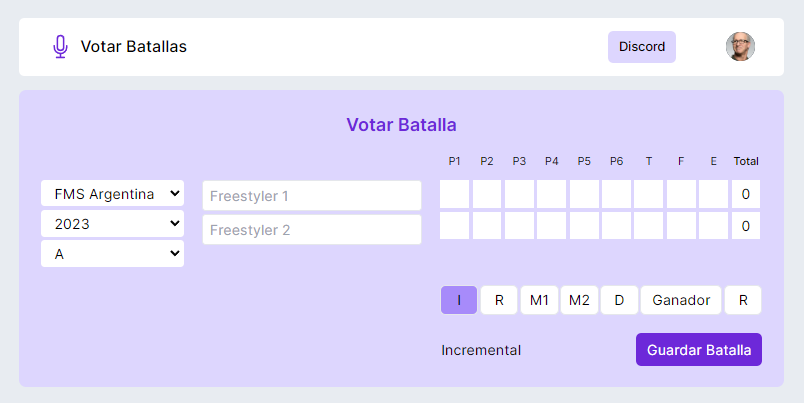 Votar Batallas
Discord
Votar Batalla
P1 P2 P3 P4 P5 P6 T F E Total
FMS Argentina
Freestyler 1
0
2023
Freestyler 2
0
A
I R M1 M2 D Ganador R
Incremental
Guardar Batalla